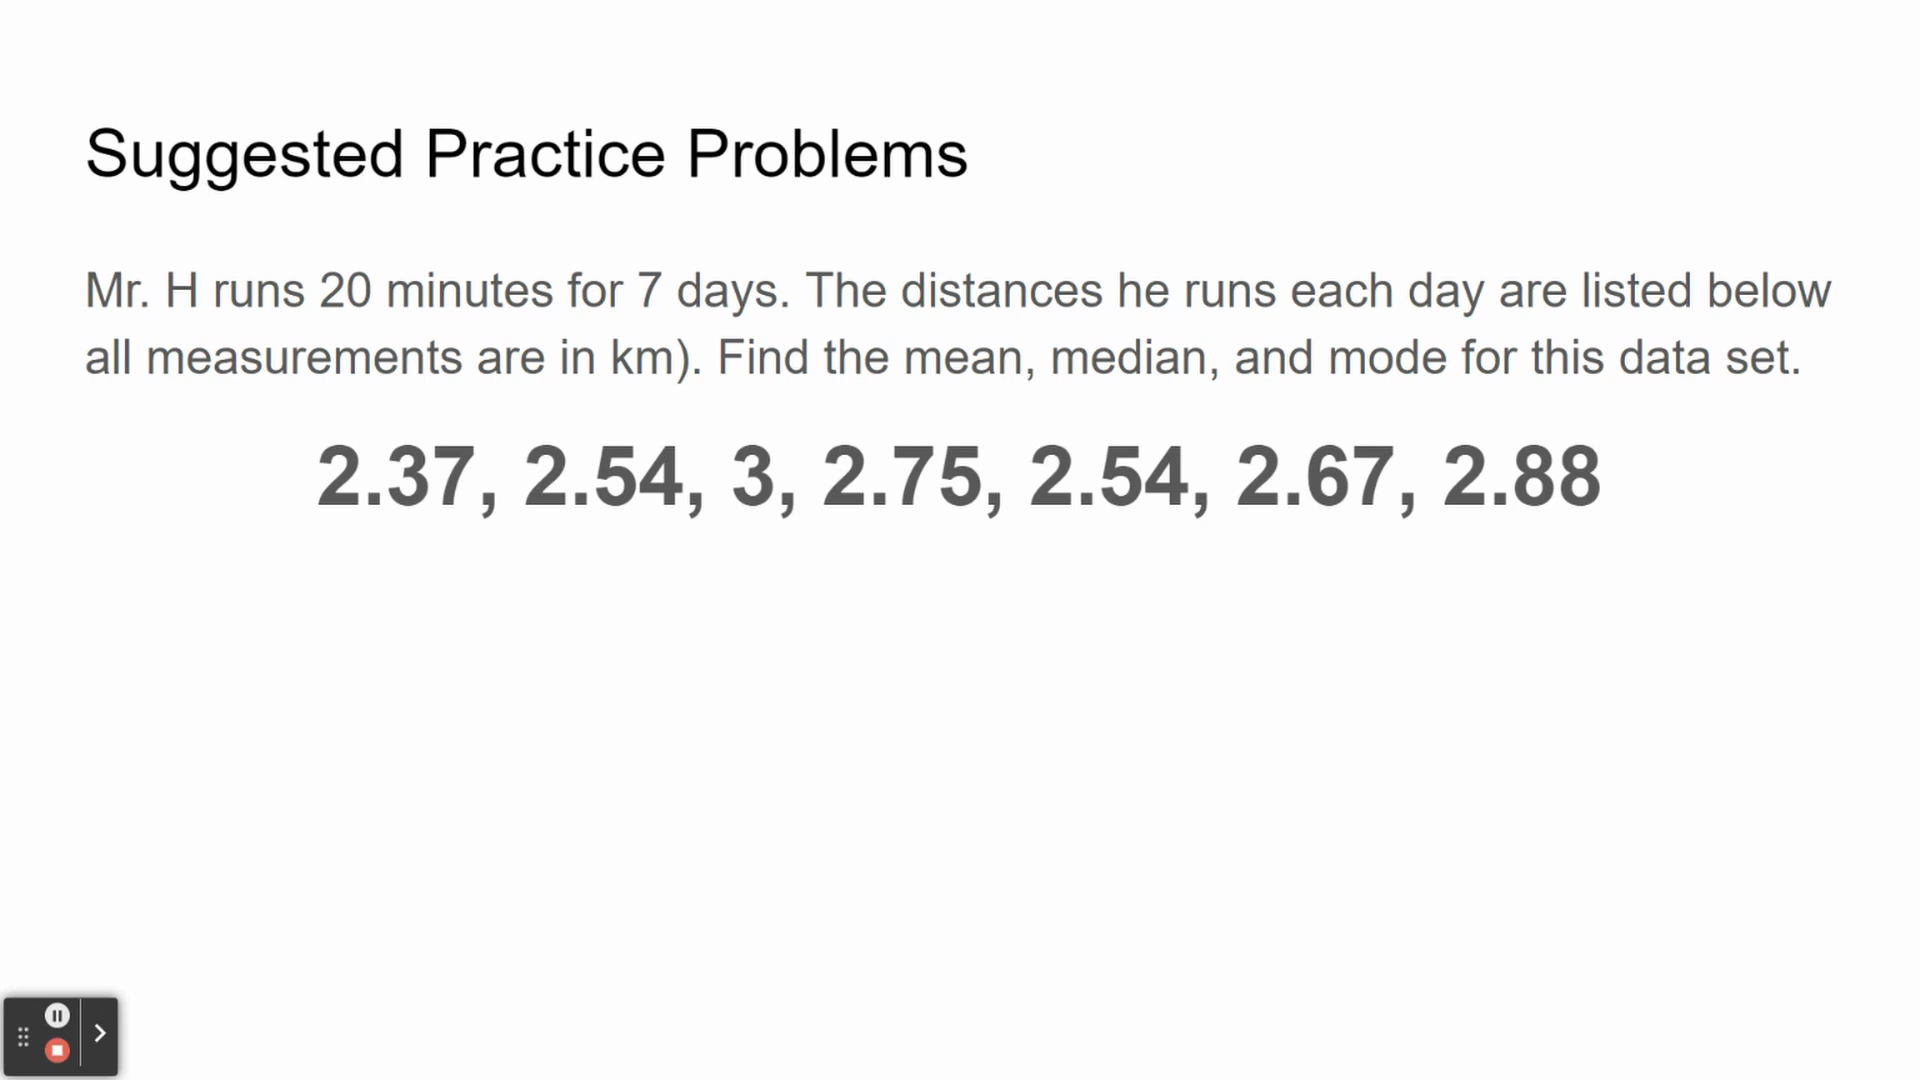 Suggested Practice Problems
Mr. H runs 20 minutes for 7 days. The distances he runs each day are listed below
all measurements are in km). Find the mean, median, and mode for this data set.
2.37, 2.54, 3, 2.75, 2.54, 2.67, 2.88